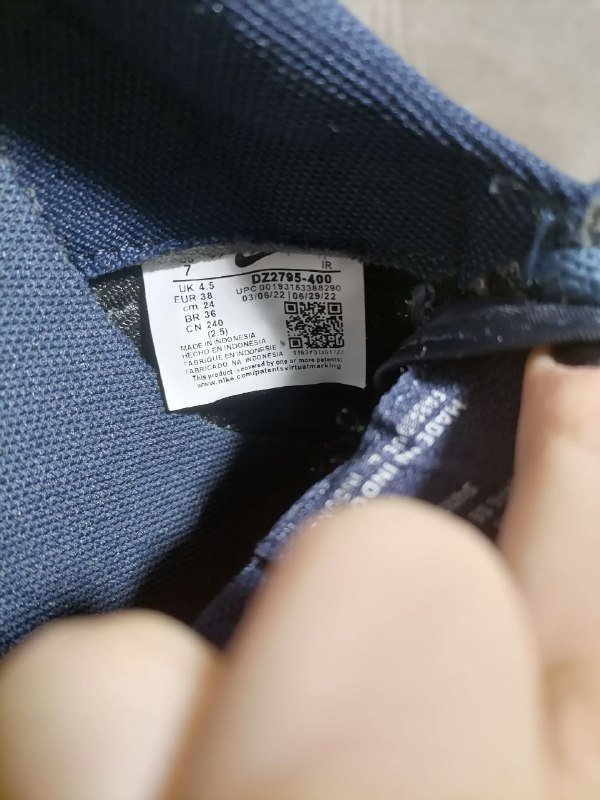 7
IR
UK 4.5
EUR 38
cm 24
BR 36
CN 240
(2.5)
DZ2795-400
UPC 00193153388290
03/06/22 | 06/29/22
MADE IN INDONESIA
HECHO EN INDONESIA
FABRIQUE EN INDONESIE
FABRICADO NA INDONESIA
This product is covered by one or more patents:
www.nike.com/patents.virtualmarking
MADE IN